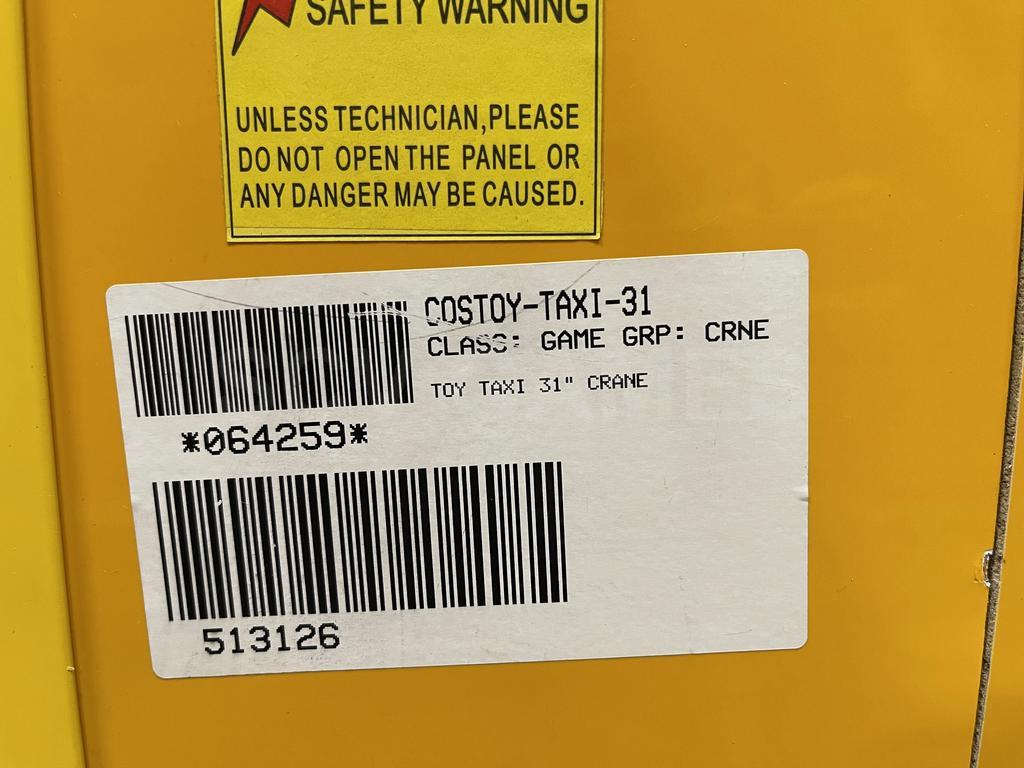 SAFETY WARNING
UNLESS TECHNICIAN,PLEASE
DO NOT OPEN THE PANEL OR
ANY DANGER MAY BE CAUSED.
COSTOY-TAXI-31
CLASS: GAME GRP: CRNE
TOY TAXI 31" CRANE
*064259*
513126